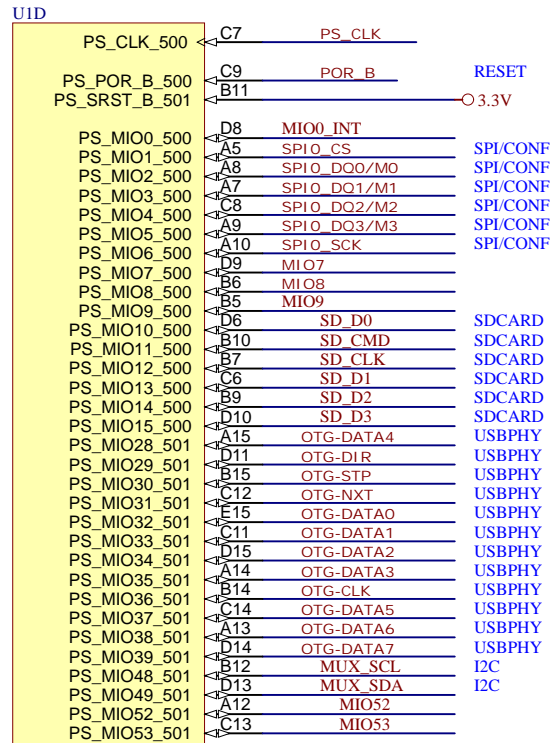 U1D
PS_CLK_500 C7 PS_CLK
PS_POR_B_500 C9 POR_B RESET
PS_SRST_B_501 B11 3.3V
PS_MIO0_500 D8 MIO0_INT
PS_MIO1_500 A5 SPI0_CS SPI/CONF
PS_MIO2_500 A8 SPI0_DQ0/M0 SPI/CONF
PS_MIO3_500 A7 SPI0_DQ1/M1 SPI/CONF
PS_MIO4_500 C8 SPI0_DQ2/M2 SPI/CONF
PS_MIO5_500 A9 SPI0_DQ3/M3 SPI/CONF
PS_MIO6_500 A10 SPI0_SCK SPI/CONF
PS_MIO7_500 D9 MIO7
PS_MIO8_500 B6 MIO8
PS_MIO9_500 B5 MIO9
PS_MIO10_500 D6 SD_D0 SDCARD
PS_MIO11_500 B10 SD_CMD SDCARD
PS_MIO12_500 B7 SD_CLK SDCARD
PS_MIO13_500 C6 SD_D1 SDCARD
PS_MIO14_500 B9 SD_D2 SDCARD
PS_MIO15_500 D10 SD_D3 SDCARD
PS_MIO28_501 A15 OTG-DATA4 USBPHY
PS_MIO29_501 D11 OTG-DIR USBPHY
PS_MIO30_501 B15 OTG-STP USBPHY
PS_MIO31_501 C12 OTG-NXT USBPHY
PS_MIO32_501 E15 OTG-DATA0 USBPHY
PS_MIO33_501 C11 OTG-DATA1 USBPHY
PS_MIO34_501 D15 OTG-DATA2 USBPHY
PS_MIO35_501 A14 OTG-DATA3 USBPHY
PS_MIO36_501 B14 OTG-CLK USBPHY
PS_MIO37_501 C14 OTG-DATA5 USBPHY
PS_MIO38_501 A13 OTG-DATA6 USBPHY
PS_MIO39_501 D14 OTG-DATA7 USBPHY
PS_MIO48_501 B12 MUX_SCL I2C
PS_MIO49_501 D13 MUX_SDA I2C
PS_MIO52_501 A12 MIO52
PS_MIO53_501 C13 MIO53